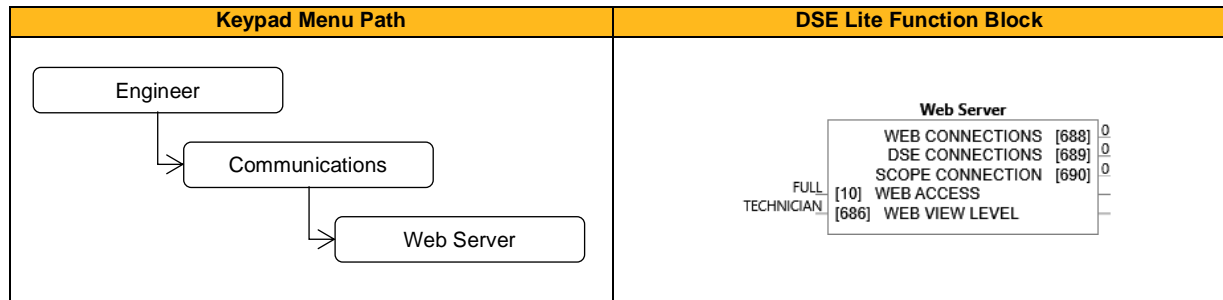 Keypad Menu Path
DSE Lite Function Block
Engineer
Communications
Web Server
Web Server
WEB CONNECTIONS [688] 0
DSE CONNECTIONS [689] 0
SCOPE CONNECTION [690] 0
FULL [10] WEB ACCESS
TECHNICIAN [686] WEB VIEW LEVEL